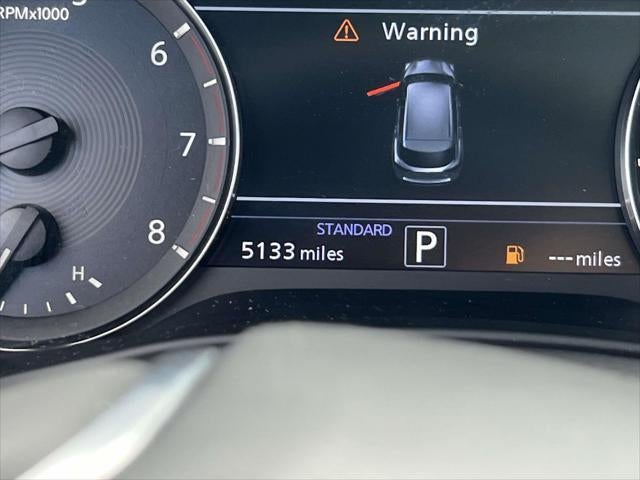 RPMx1000
Warning
6
7
8
H
STANDARD
5133 miles
P
--- miles